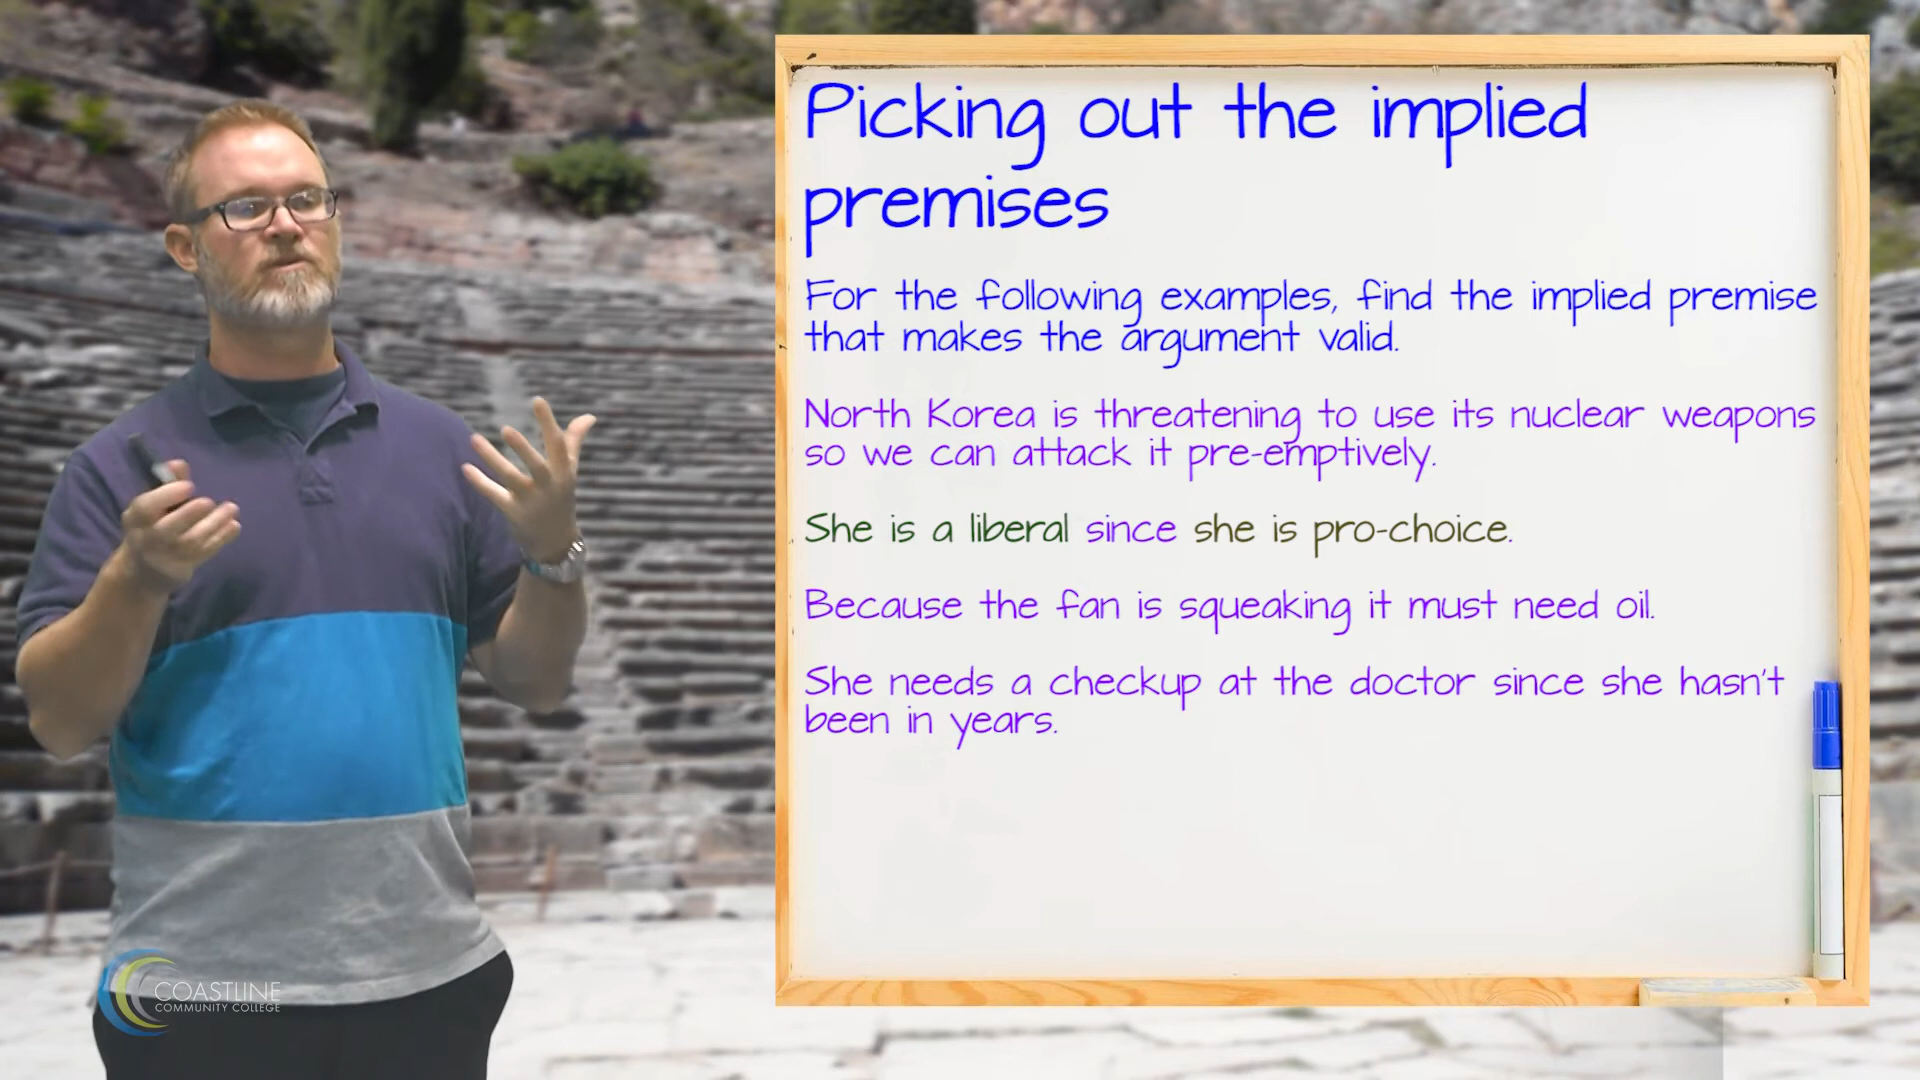 Picking out the implied
premises
For the following examples, find the implied premise
that makes the argument valid.
North Korea is threatening to use its nuclear weapons
so we can attack it pre-emptively.
She is a liberal since she is pro-choice.
Because the fan is squeaking it must need oil.
She needs a checkup at the doctor since she hasn't
been in years.
COASTLINE
COMMUNITY COLLEGE